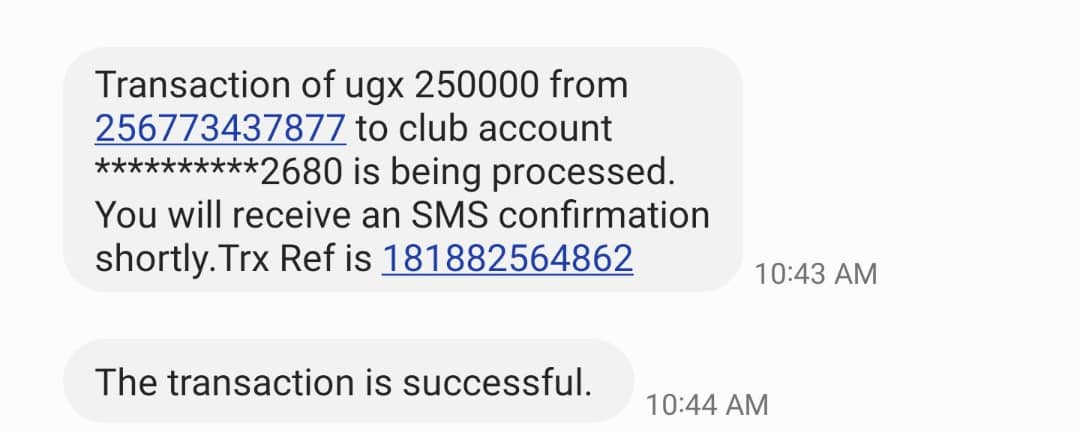 Transaction of ugx 250000 from
256773437877 to club account
**********2680 is being processed.
You will receive an SMS confirmation
shortly.Trx Ref is 181882564862
10:43 AM
The transaction is successful.
10:44 AM